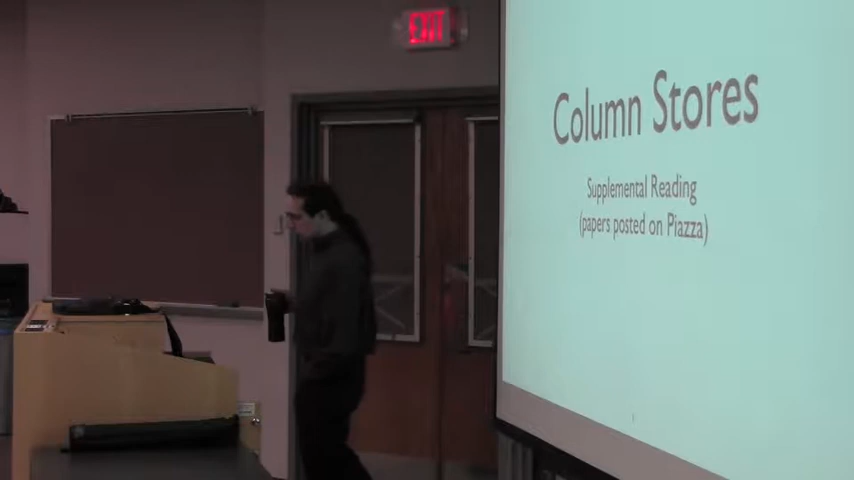 EXIT
Column Stores
Supplemental Reading
(papers posted on Piazza)